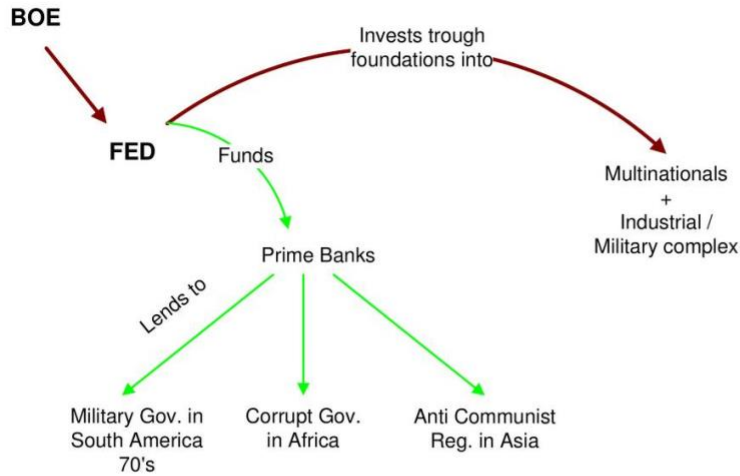 BOE
Invests trough
foundations into
FED
Funds
Multinationals
+
Industrial /
Military complex
Prime Banks
Lends to
Military Gov. in
South America
70's
Corrupt Gov.
in Africa
Anti Communist
Reg. in Asia